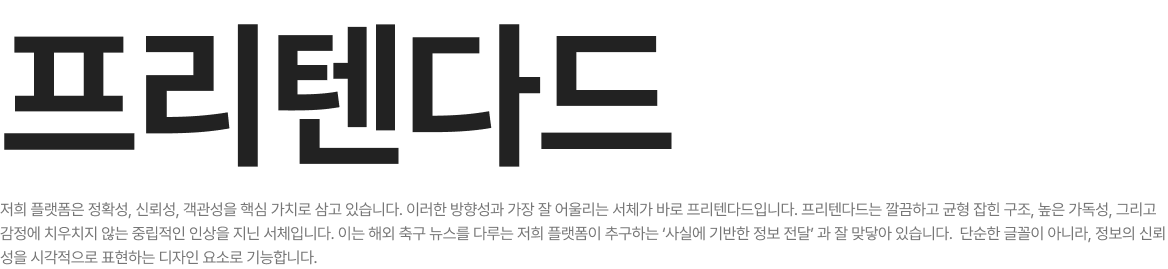 프리텐다드
저희 플랫폼은 정확성, 신뢰성, 객관성을 핵심 가치로 삼고 있습니다. 이러한 방향성과 가장 잘 어울리는 서체가 바로 프리텐다드입니다. 프리텐다드는 깔끔하고 균형 잡힌 구조, 높은 가독성, 그리고
감정에 치우치지 않는 중립적인 인상을 지닌 서체입니다. 이는 해외 축구 뉴스를 다루는 저희 플랫폼이 추구하는 ‘사실에 기반한 정보 전달’ 과 잘 맞닿아 있습니다.  단순한 글꼴이 아니라, 정보의 신뢰
성을 시각적으로 표현하는 디자인 요소로 기능합니다.